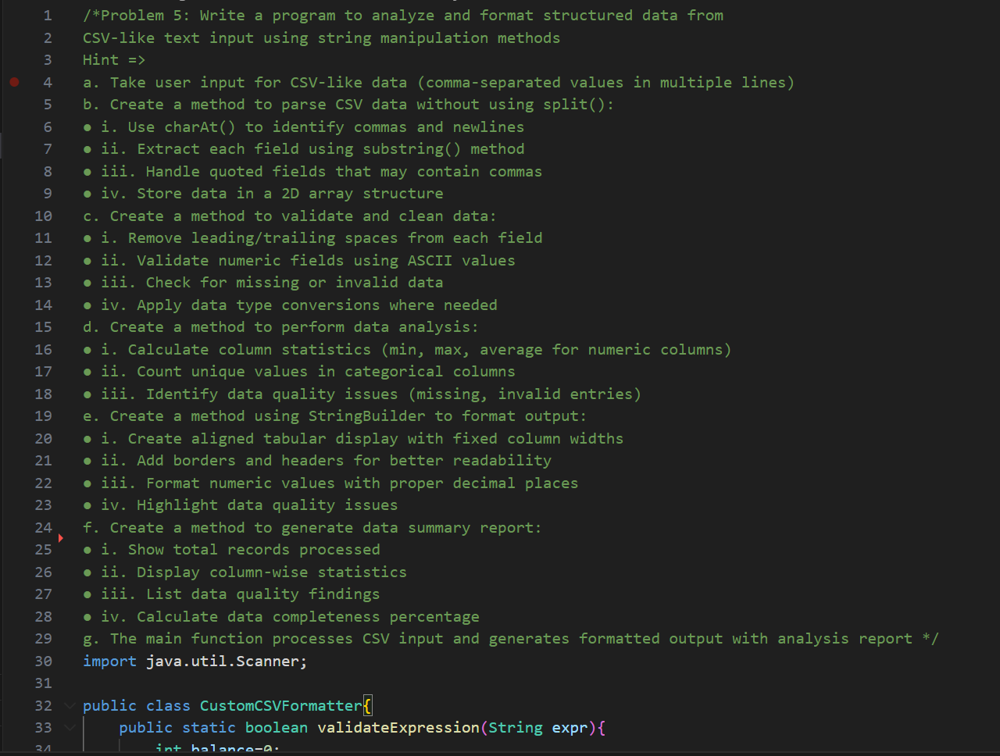 1 /*Problem 5: Write a program to analyze and format structured data from
2 CSV-like text input using string manipulation methods
3 Hint =>
4 a. Take user input for CSV-like data (comma-separated values in multiple lines)
5 b. Create a method to parse CSV data without using split():
6 ● i. Use charAt() to identify commas and newlines
7 ● ii. Extract each field using substring() method
8 ● iii. Handle quoted fields that may contain commas
9 ● iv. Store data in a 2D array structure
10 c. Create a method to validate and clean data:
11 ● i. Remove leading/trailing spaces from each field
12 ● ii. Validate numeric fields using ASCII values
13 ● iii. Check for missing or invalid data
14 ● iv. Apply data type conversions where needed
15 d. Create a method to perform data analysis:
16 ● i. Calculate column statistics (min, max, average for numeric columns)
17 ● ii. Count unique values in categorical columns
18 ● iii. Identify data quality issues (missing, invalid entries)
19 e. Create a method using StringBuilder to format output:
20 ● i. Create aligned tabular display with fixed column widths
21 ● ii. Add borders and headers for better readability
22 ● iii. Format numeric values with proper decimal places
23 ● iv. Highlight data quality issues
24 f. Create a method to generate data summary report:
25 ● i. Show total records processed
26 ● ii. Display column-wise statistics
27 ● iii. List data quality findings
28 ● iv. Calculate data completeness percentage
29 g. The main function processes CSV input and generates formatted output with analysis report */
30 import java.util.Scanner;
31
32 public class CustomCSVFormatter{
33 public static boolean validateExpression(String expr){
34 int balance=0;